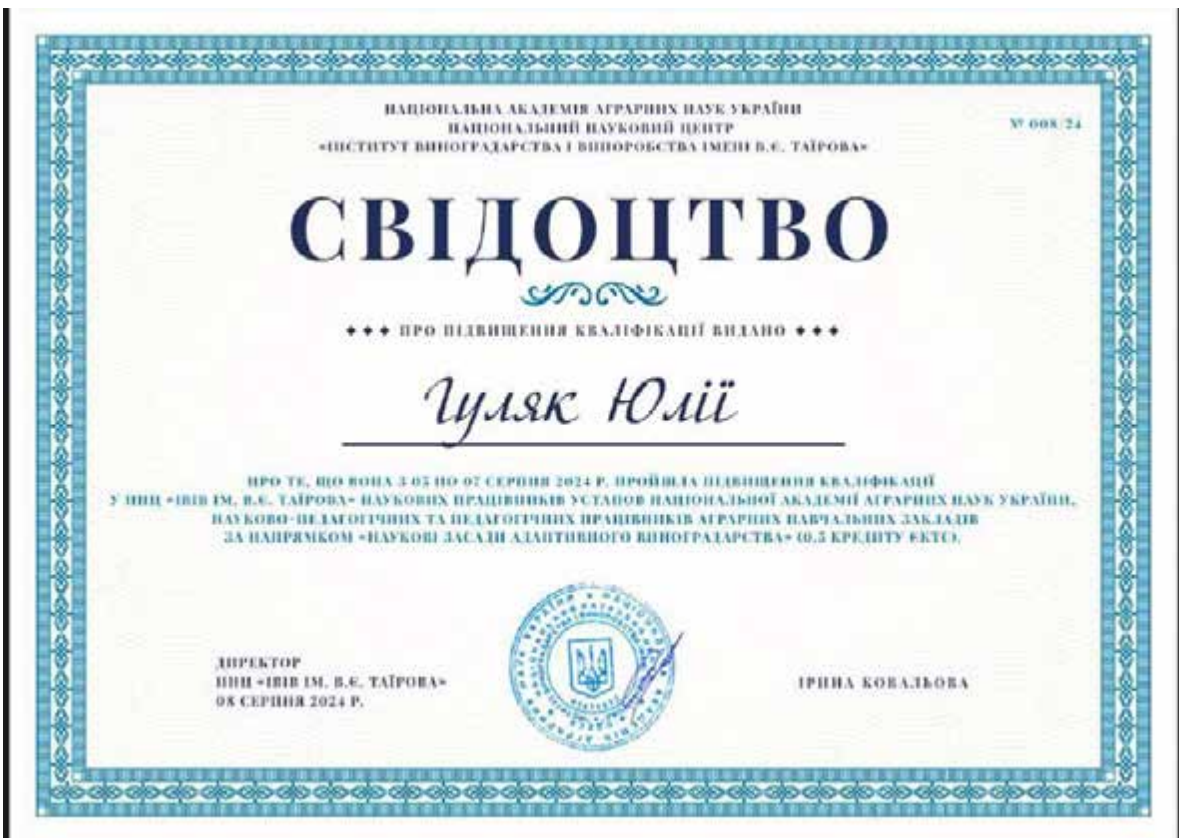 НАЦІОНАЛЬНА АКАДЕМІЯ АГРАРНИХ НАУК УКРАЇНИ
НАЦІОНАЛЬНИЙ НАУКОВИЙ ЦЕНТР
«ІНСТИТУТ ВИНОГРАДАРСТВА І ВИНОРОБСТВА ІМЕНІ В.Є. ТАЇРОВА»
№ 008/24
СВІДОЦТВО
ПРО ПІДВИЩЕННЯ КВАЛІФІКАЦІЇ ВИДАНО
Гуляк Юлії
ПРО ТЕ, ЩО ВОНА З 05 ПО 07 СЕРПНЯ 2024 Р. ПРОЙШЛА ПІДВИЩЕННЯ КВАЛІФІКАЦІЇ
У ННЦ «ІВІВ ІМ. В.Є. ТАЇРОВА» НАУКОВИХ ПРАЦІВНИКІВ УСТАНОВ НАЦІОНАЛЬНОЇ АКАДЕМІЇ АГРАРНИХ НАУК УКРАЇНИ,
НАУКОВО-ПЕДАГОГІЧНИХ ТА ПЕДАГОГІЧНИХ ПРАЦІВНИКІВ АГРАРНИХ НАВЧАЛЬНИХ ЗАКЛАДІВ
ЗА НАПРЯМКОМ «НАУКОВІ ЗАСАДИ АДАПТИВНОГО ВИНОГРАДАРСТВА» (0,5 КРЕДИТУ ЄКТС).
ДИРЕКТОР
ННЦ «ІВІВ ІМ. В.Є. ТАЇРОВА»
08 СЕРПНЯ 2024 Р.
ІРИНА КОВАЛЬОВА